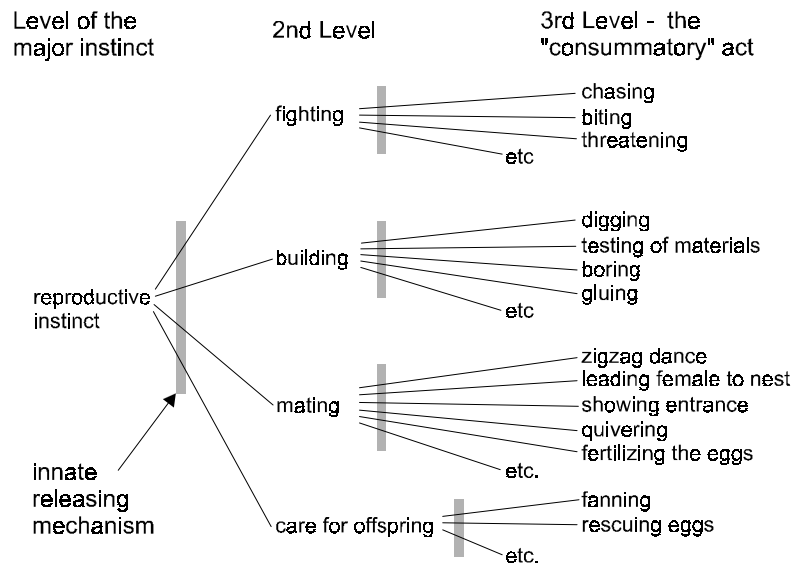 Level of the
major instinct
2nd Level
3rd Level - the
"consummatory" act
fighting
chasing
biting
threatening
etc
building
digging
testing of materials
boring
gluing
etc
reproductive
instinct
mating
zigzag dance
leading female to nest
showing entrance
quivering
fertilizing the eggs
etc.
innate
releasing
mechanism
care for offspring
fanning
rescuing eggs
etc.